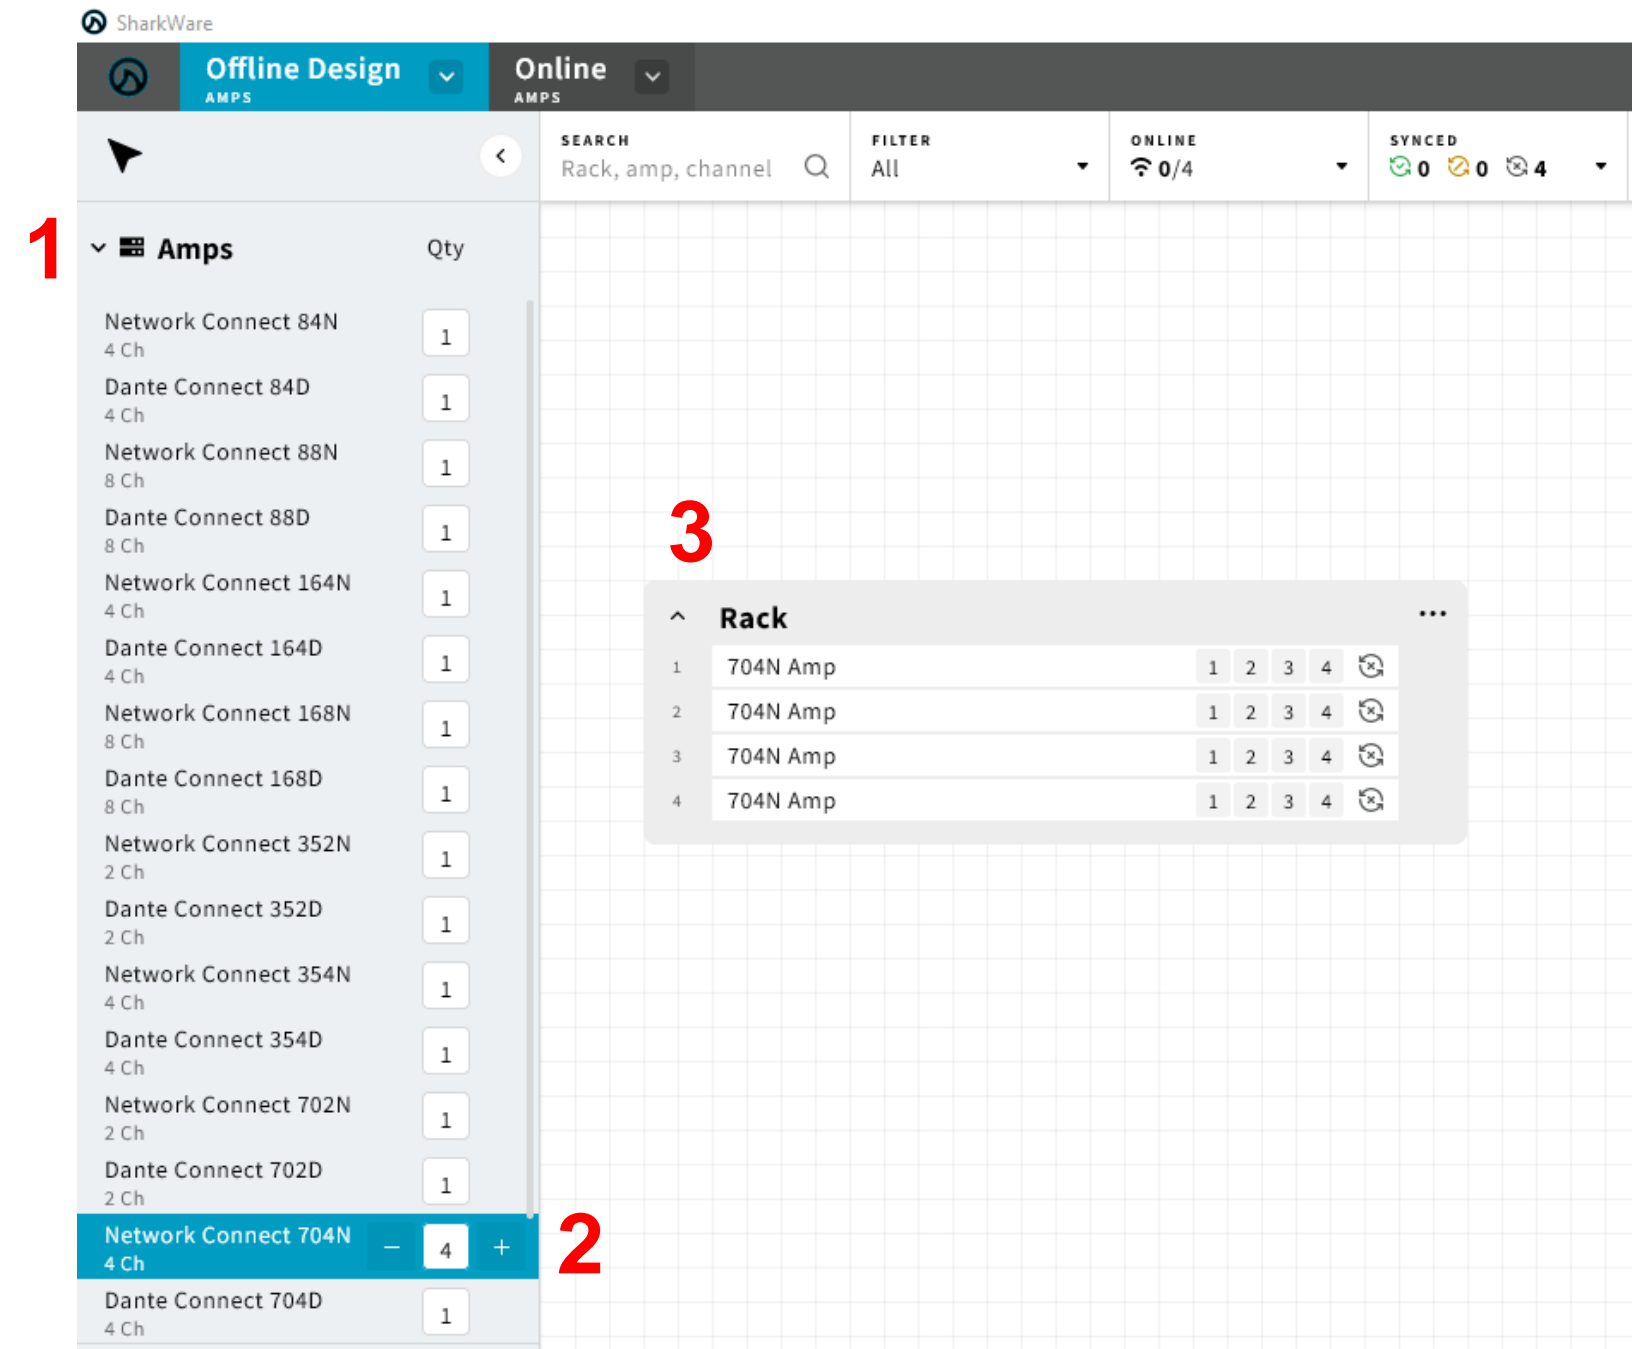 SharkWare
Offline Design
AMPS
Online
AMPS
SEARCH
Rack, amp, channel
FILTER
All
ONLINE
0/4
SYNCED
0 0 4
1
Amps Qty
Network Connect 84N
4 Ch
1
Dante Connect 84D
4 Ch
1
Network Connect 88N
8 Ch
1
Dante Connect 88D
8 Ch
1
Network Connect 164N
4 Ch
1
Dante Connect 164D
4 Ch
1
Network Connect 168N
8 Ch
1
Dante Connect 168D
8 Ch
1
Network Connect 352N
2 Ch
1
Dante Connect 352D
2 Ch
1
Network Connect 354N
4 Ch
1
Dante Connect 354D
4 Ch
1
Network Connect 702N
2 Ch
1
Dante Connect 702D
2 Ch
1
Network Connect 704N
4 Ch
− 4 +
2
Dante Connect 704D
4 Ch
1
3
Rack ...
1 704N Amp 1 2 3 4
2 704N Amp 1 2 3 4
3 704N Amp 1 2 3 4
4 704N Amp 1 2 3 4